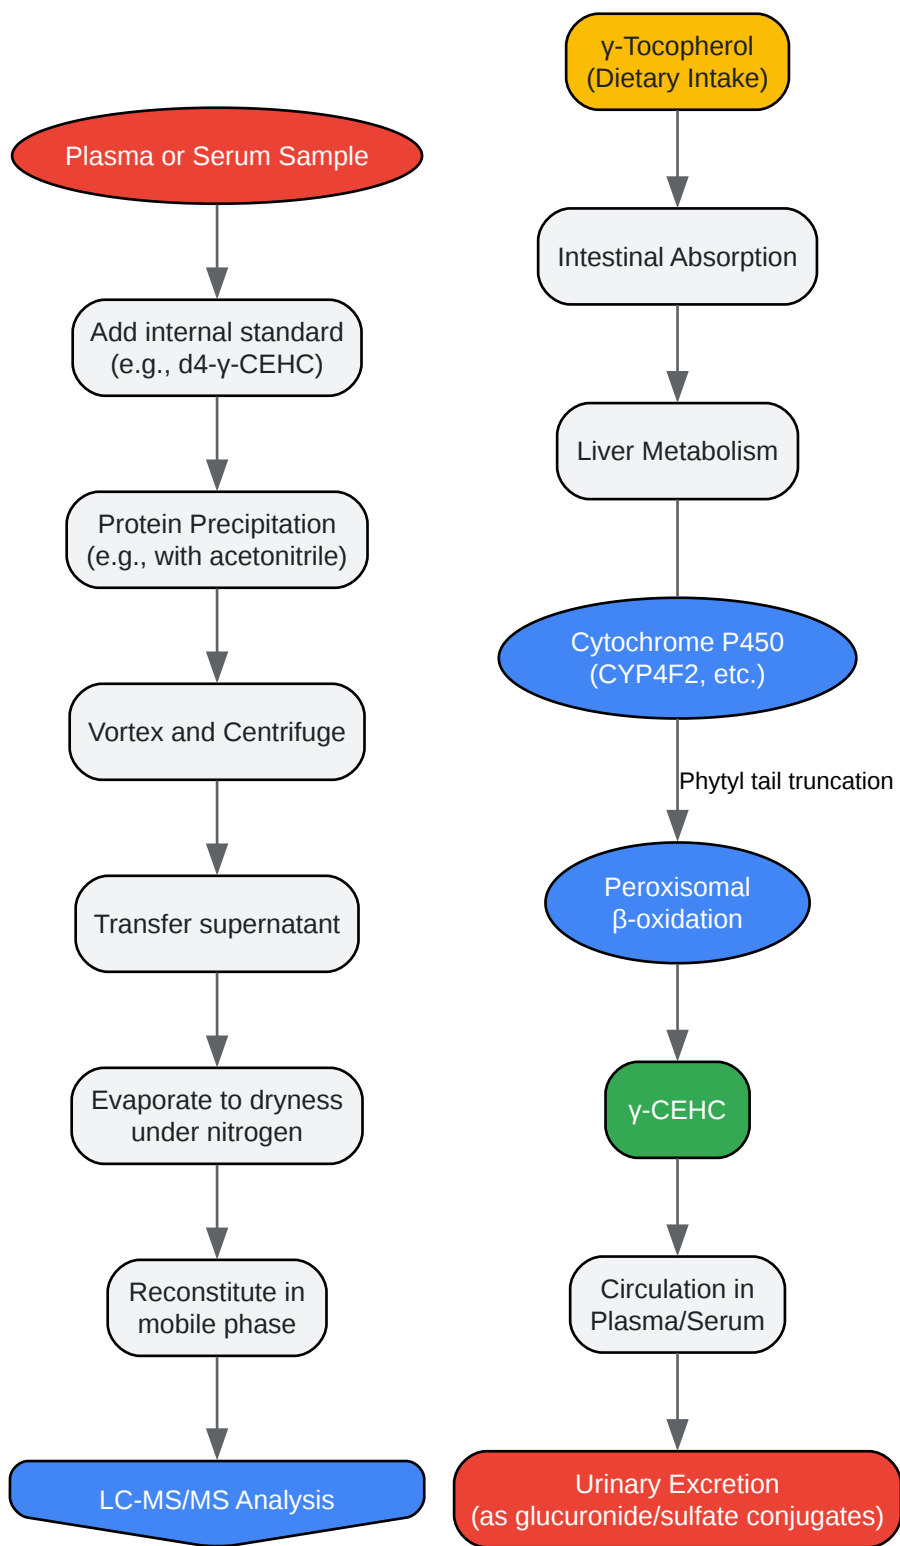 Plasma or Serum Sample
Add internal standard
(e.g., d4-γ-CEHC)
Protein Precipitation
(e.g., with acetonitrile)
Vortex and Centrifuge
Transfer supernatant
Evaporate to dryness
under nitrogen
Reconstitute in
mobile phase
LC-MS/MS Analysis
γ-Tocopherol
(Dietary Intake)
Intestinal Absorption
Liver Metabolism
Cytochrome P450
(CYP4F2, etc.)
Phytyl tail truncation
Peroxisomal
β-oxidation
γ-CEHC
Circulation in
Plasma/Serum
Urinary Excretion
(as glucuronide/sulfate conjugates)